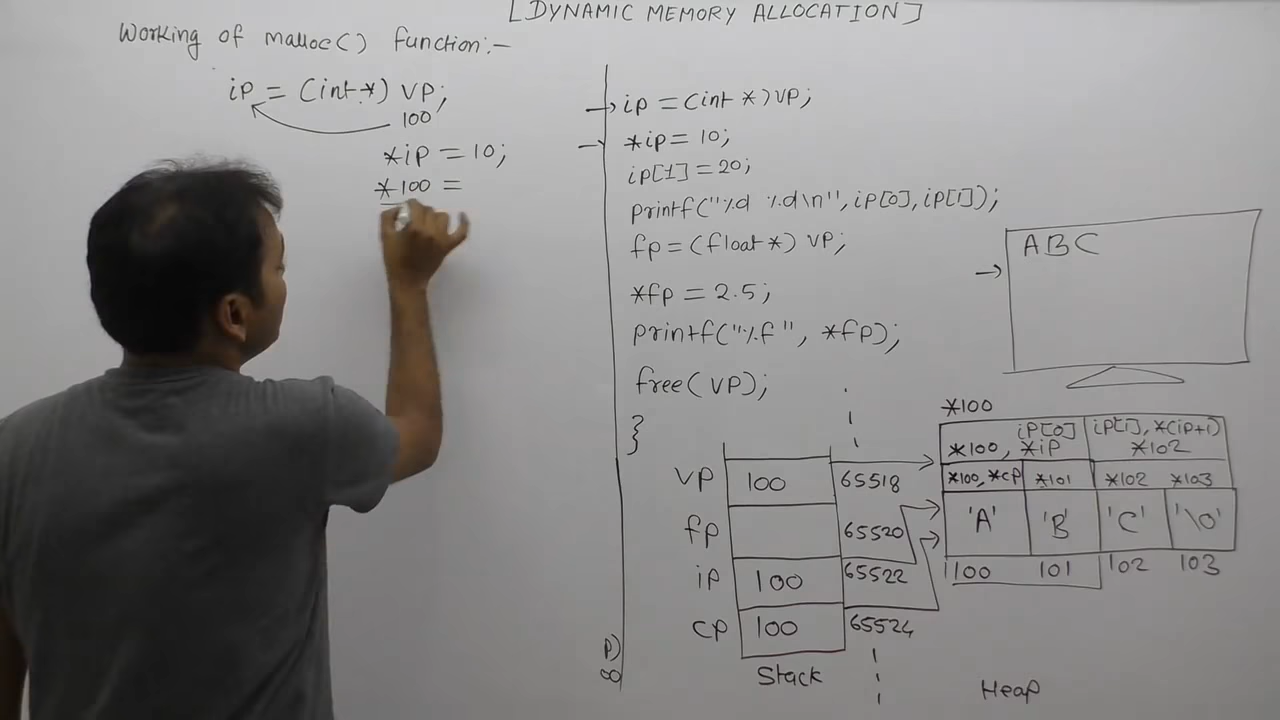 [DYNAMIC MEMORY ALLOCATION]
Working of malloc() function:-
ip = (int *) vp;
100
*ip = 10;
*100 =
ip = (int *) vp;
*ip = 10;
ip[1] = 20;
printf("%d %d\n", ip[0], ip[1]);
fp = (float *) vp;
*fp = 2.5;
printf("%f", *fp);
free(vp);
}
ABC
*100
ip[0] ip[1], *(ip+1)
*100, *ip *102
*100, *cp *101 *102 *103
'A' 'B' 'C' '\0'
100 101 102 103
vp 100 65518
fp 65520
ip 100 65522
cp 100 65524
Stack
Heap